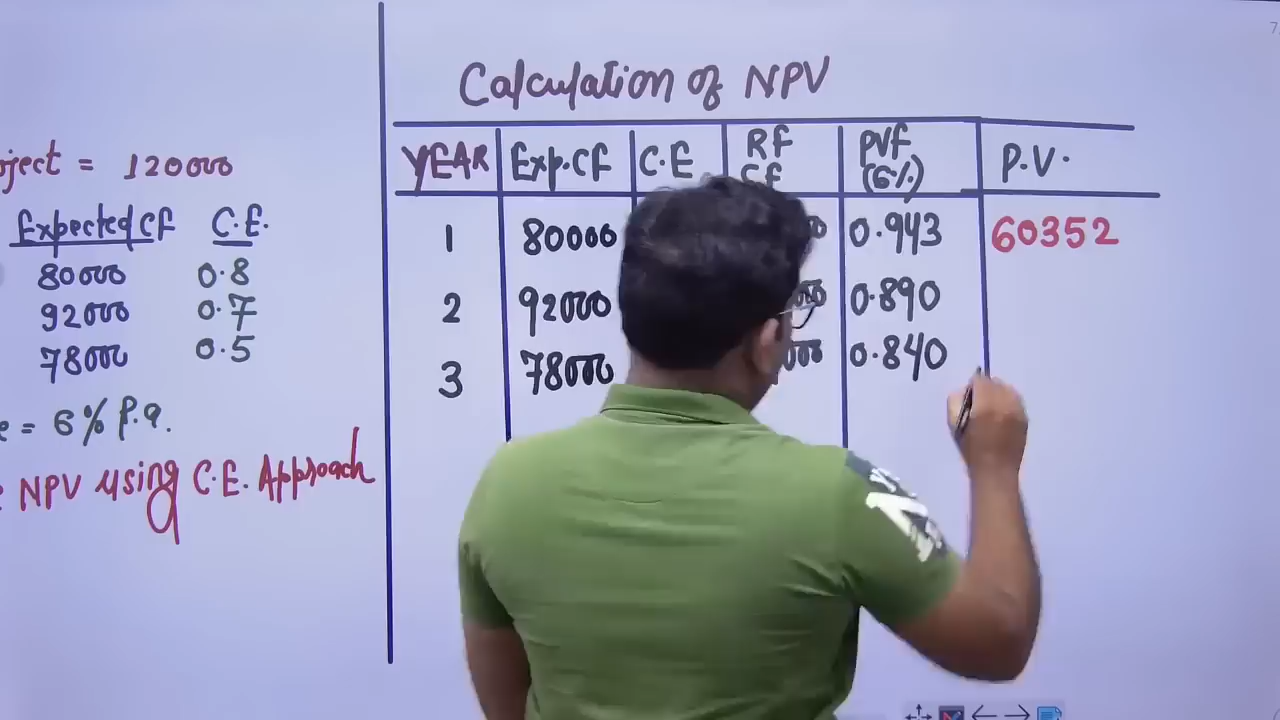 oject = 120000
Expected CF C.E.
80000 0.8
92000 0.7
78000 0.5
e = 6% P.a.
NPV using C.E. Approach
Calculation of NPV
YEAR Exp.CF C.E. RF CF PVF (6%) P.V.
1 80000 0.943 60352
2 92000 0.890
3 78000 0.840